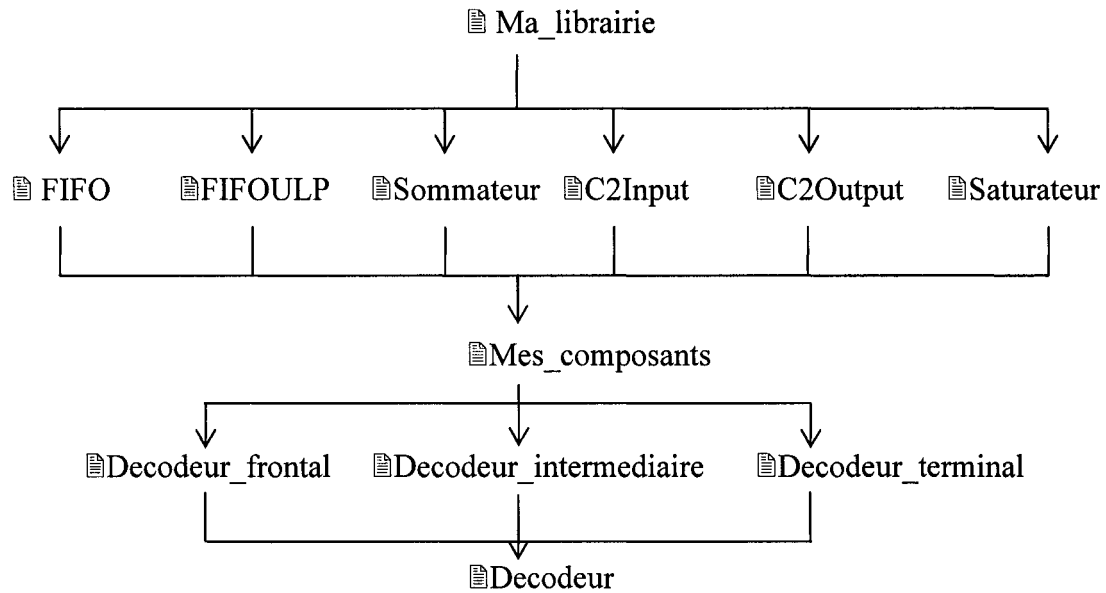 Ma_librairie
FIFO FIFOULP Sommateur C2Input C2Output Saturateur
Mes_composants
Decodeur_frontal Decodeur_intermediaire Decodeur_terminal
Decodeur